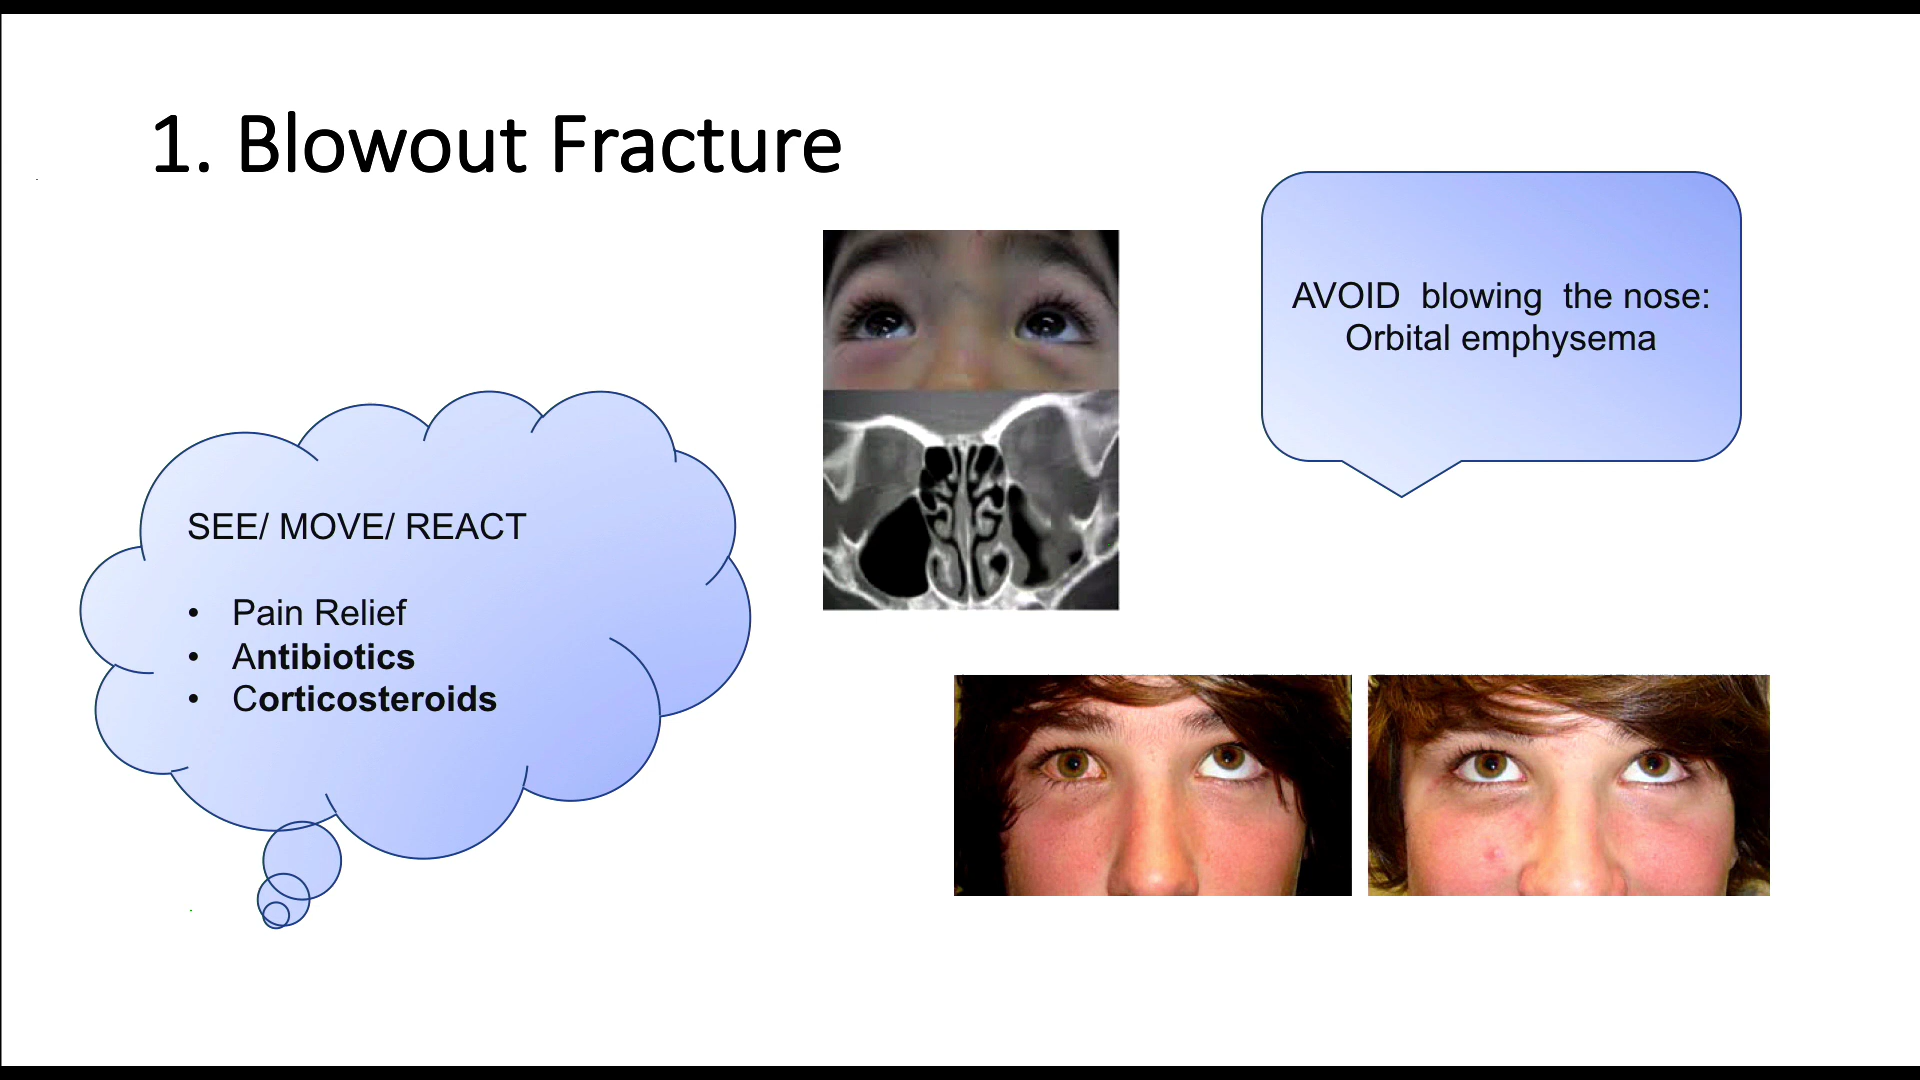 1. Blowout Fracture
AVOID blowing the nose:
Orbital emphysema
SEE/ MOVE/ REACT
• Pain Relief
• Antibiotics
• Corticosteroids